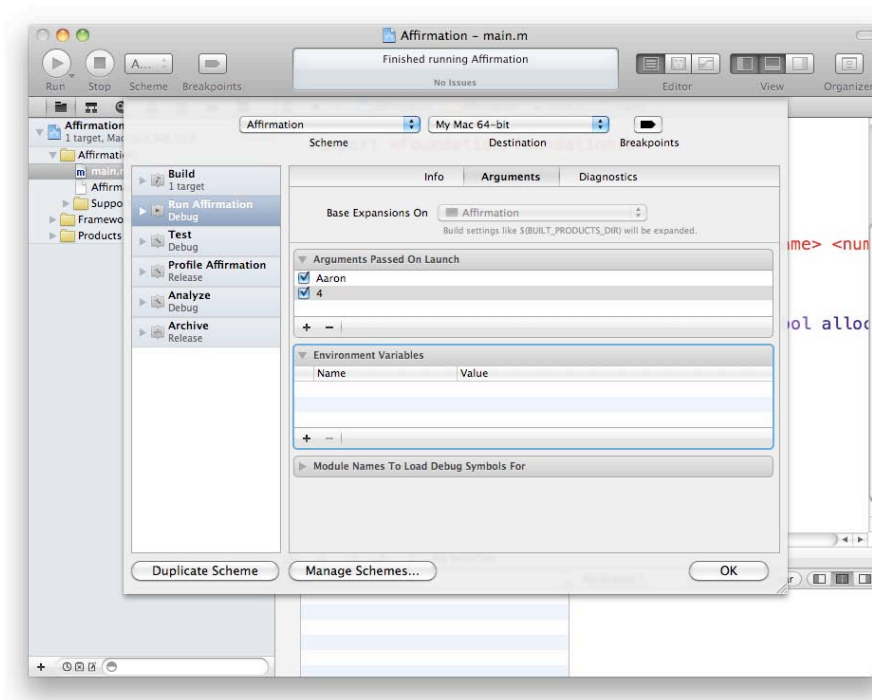 Affirmation – main.m
Finished running Affirmation
No Issues
A...
Run Stop Scheme Breakpoints Editor View Organizer
Affirmation
1 target, Mac
Affirmati
main.
Affirm
Suppo
Framewo
Products
Affirmation My Mac 64-bit
Scheme Destination Breakpoints
Build
1 target
Run Affirmation
Debug
Test
Debug
Profile Affirmation
Release
Analyze
Debug
Archive
Release
Info Arguments Diagnostics
Base Expansions On Affirmation
Build settings like $(BUILT_PRODUCTS_DIR) will be expanded.
Arguments Passed On Launch
Aaron
4
+ −
Environment Variables
Name Value
+ −
Module Names To Load Debug Symbols For
Duplicate Scheme Manage Schemes... OK
me> <num
ool alloc